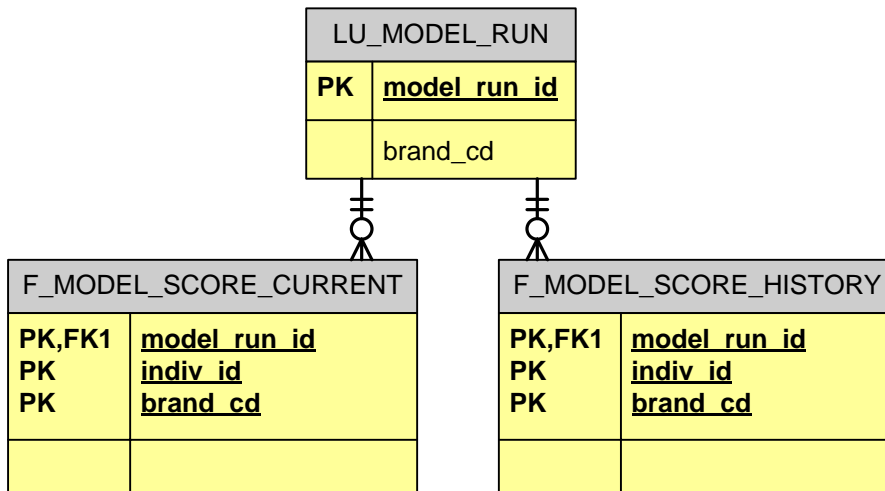 LU_MODEL_RUN
PK model_run_id
brand_cd
F_MODEL_SCORE_CURRENT
PK,FK1 model_run_id
PK indiv_id
PK brand_cd
F_MODEL_SCORE_HISTORY
PK,FK1 model_run_id
PK indiv_id
PK brand_cd